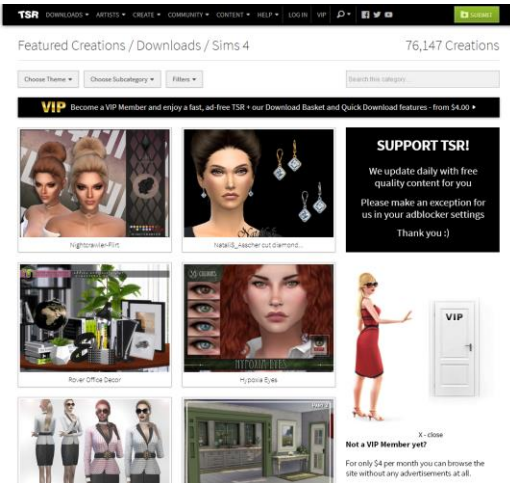 TSR DOWNLOADS ARTISTS CREATE COMMUNITY CONTENT HELP LOG IN VIP SUBMIT
Featured Creations / Downloads / Sims 4 76,147 Creations
Choose Theme Choose Subcategory Filters Search this category...
VIP Become a VIP Member and enjoy a fast, ad-free TSR + our Download Basket and Quick Download features - from $4.00
SUPPORT TSR!
We update daily with free
quality content for you
Please make an exception for
us in your adblocker settings
Thank you :)
Nightcrawler-Flirt
NataliS_Asscher cut diamond...
TSR
HYPOXIA EYES
VIP
Rover Office Decor
Hypoxia Eyes
PART 2
X - close
Not a VIP Member yet?
For only $4 per month you can browse the
site without any advertisements at all.